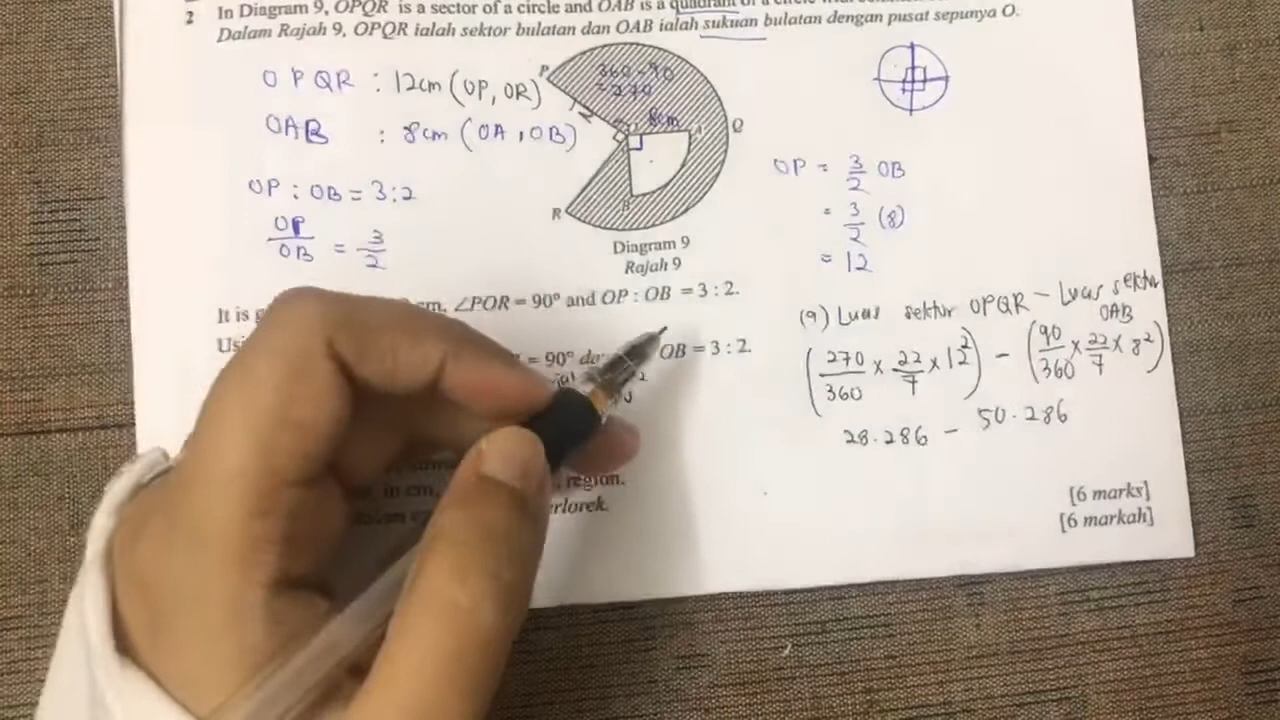 2 In Diagram 9, OPQR is a sector of a circle and OAB is a quadrant of a circle
Dalam Rajah 9, OPQR ialah sektor bulatan dan OAB ialah sukuan bulatan dengan pusat sepunya O.
OPQR : 12cm (OP, OR)
OAB : 8cm (OA, OB)
OP : OB = 3:2
OP/OB = 3/2
P
360-90
= 270
8cm
Q
R
B
Diagram 9
Rajah 9
OP = 3/2 OB
= 3/2 (8)
= 12
It is
cm, ∠POR = 90° and OP : OB = 3 : 2.
= 90°
OB = 3 : 2.
region.
(a) Luas sektor OPQR - Luas sektor OAB
(270/360 × 22/7 × 12²) - (90/360 × 22/7 × 8²)
28.286 - 50.286
[6 marks]
[6 markah]